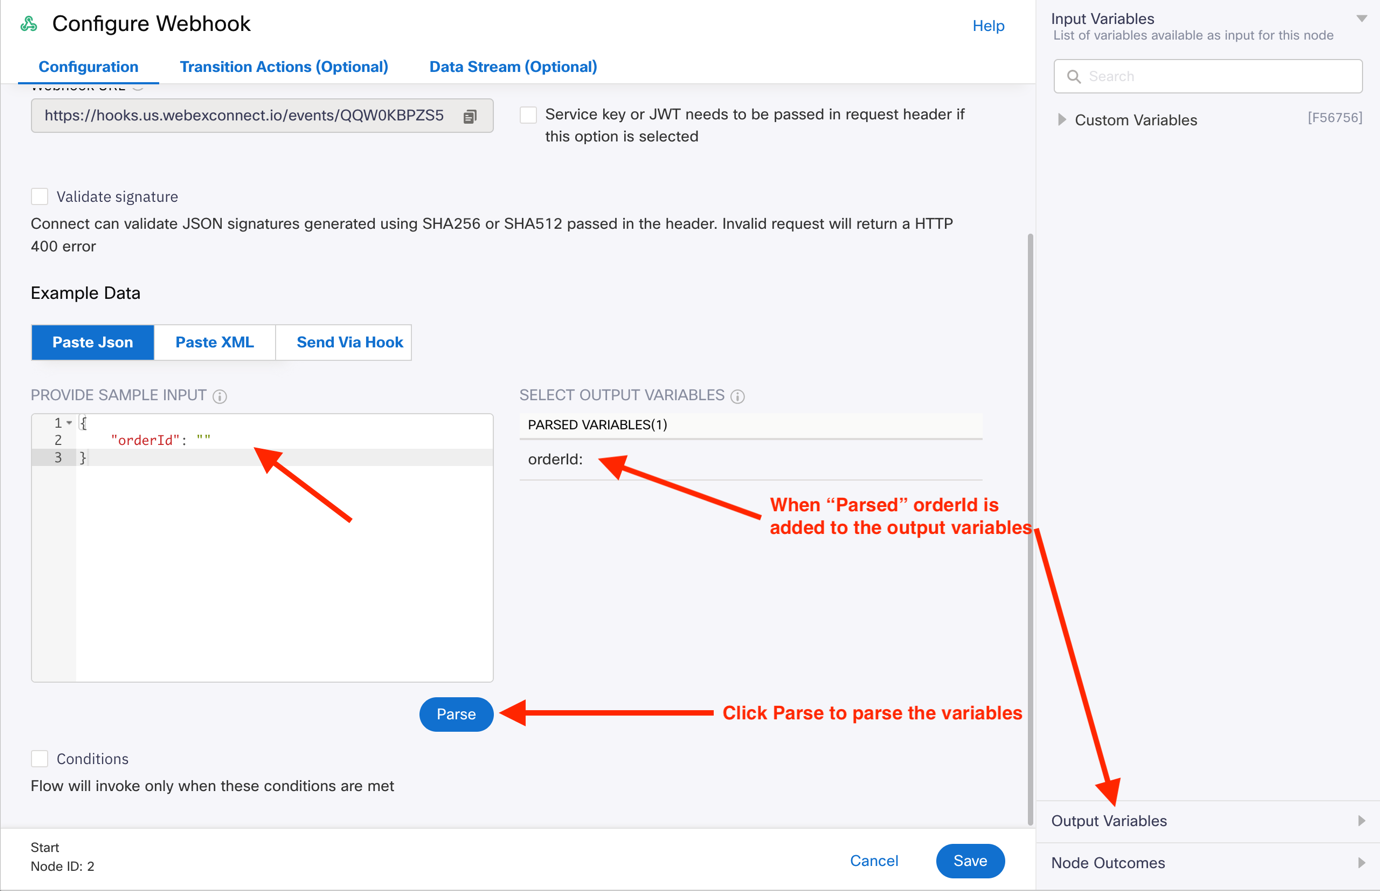 Configure Webhook
Help
Configuration
Transition Actions (Optional)
Data Stream (Optional)
Webhook URL
https://hooks.us.webexconnect.io/events/QQW0KBPZS5
Service key or JWT needs to be passed in request header if
this option is selected
Validate signature
Connect can validate JSON signatures generated using SHA256 or SHA512 passed in the header. Invalid request will return a HTTP
400 error
Example Data
Paste Json
Paste XML
Send Via Hook
PROVIDE SAMPLE INPUT
1 {
2 "orderId": ""
3 }
SELECT OUTPUT VARIABLES
PARSED VARIABLES(1)
orderId:
When “Parsed” orderId is
added to the output variables
Parse
Click Parse to parse the variables
Conditions
Flow will invoke only when these conditions are met
Start
Node ID: 2
Cancel
Save
Input Variables
List of variables available as input for this node
Search
Custom Variables
[F56756]
Output Variables
Node Outcomes